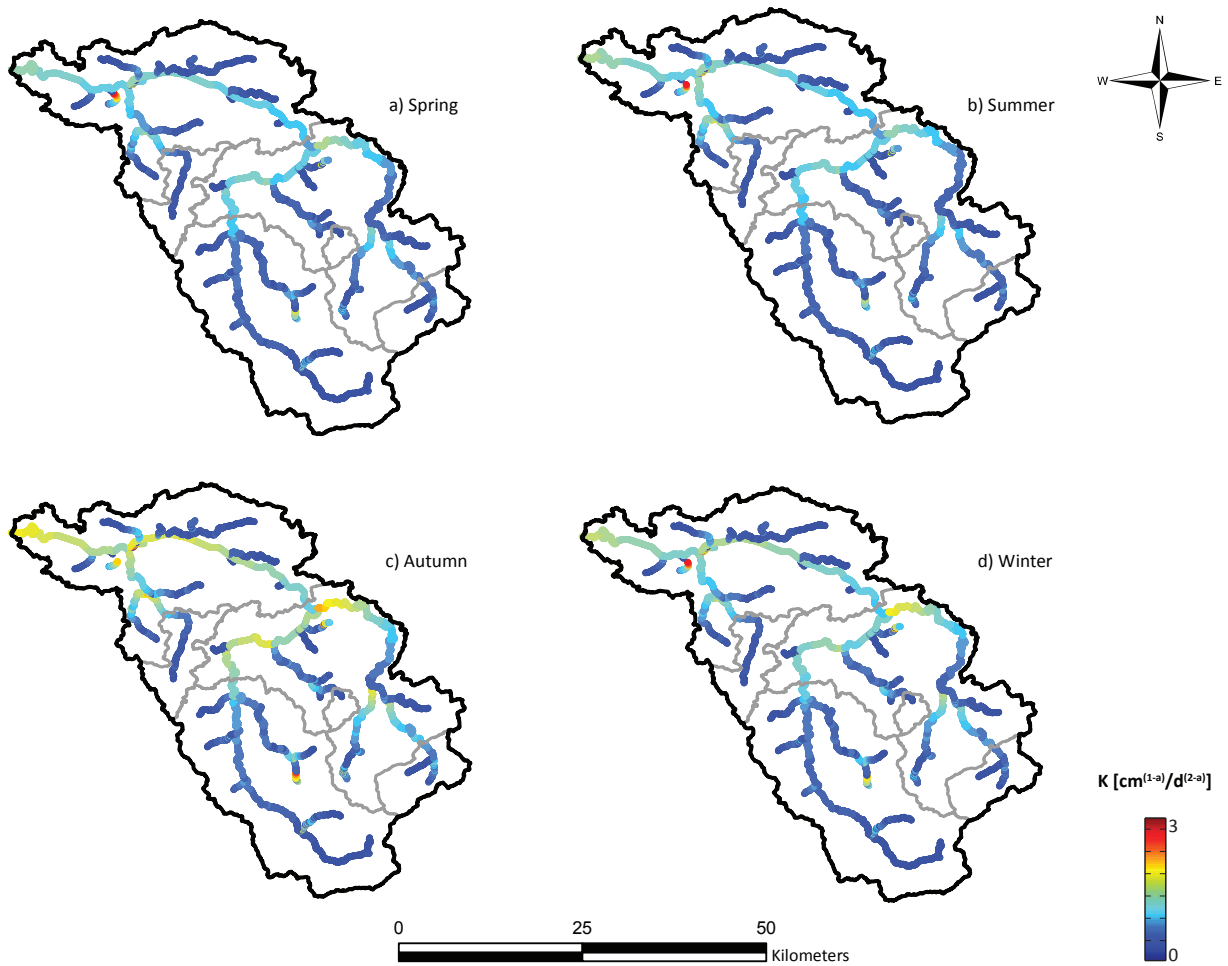 N
W E
S
a) Spring
b) Summer
c) Autumn
d) Winter
K [cm(1-a)/d(2-a)]
3
0
0 25 50
Kilometers